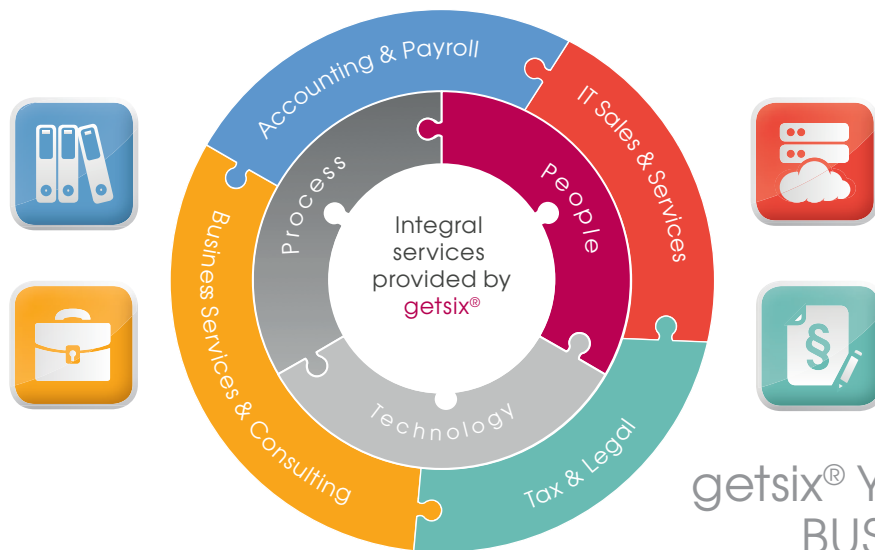 Accounting & Payroll
IT Sales & Services
Process
People
Integral
services
provided by
getsix®
Business Services & Consulting
Technology
Tax & Legal
§
getsix® Y
BUS